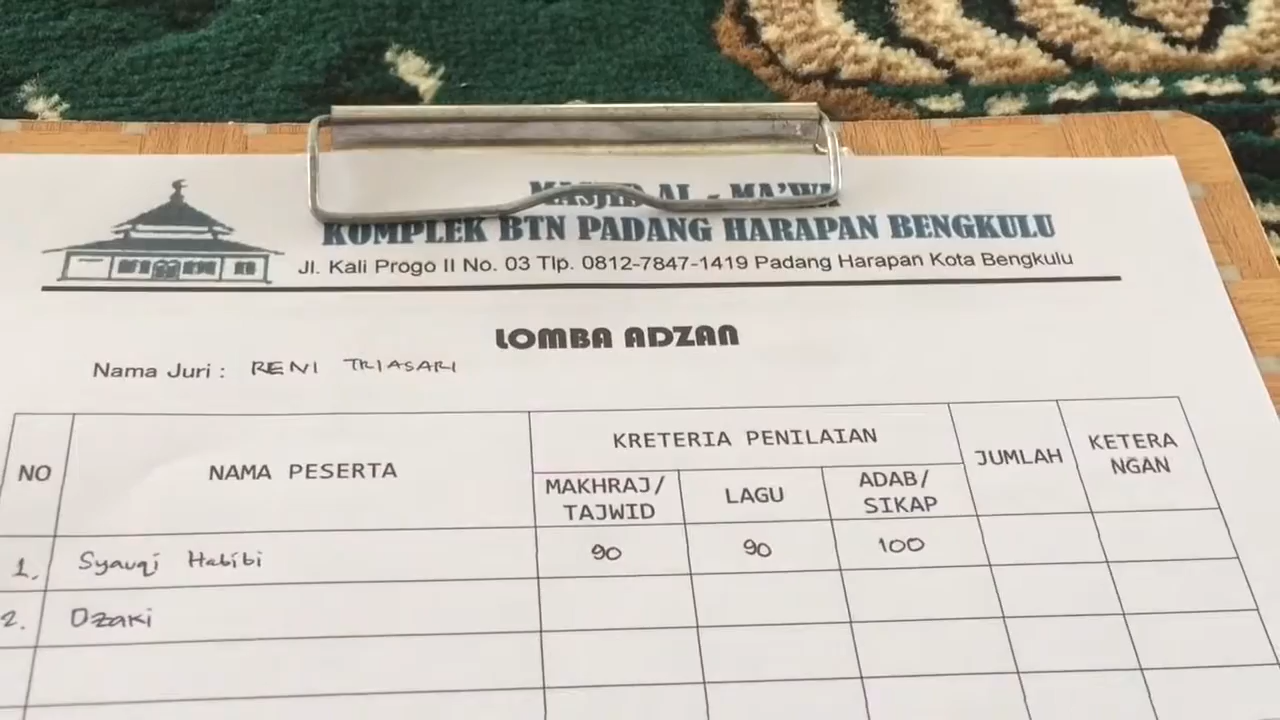 MASJID AL - MA'WA
KOMPLEK BTN PADANG HARAPAN BENGKULU
Jl. Kali Progo II No. 03 Tlp. 0812-7847-1419 Padang Harapan Kota Bengkulu
LOMBA ADZAN
Nama Juri : RENI TRIASARI
NO NAMA PESERTA KRETERIA PENILAIAN JUMLAH KETERA
NGAN
MAKHRAJ/
TAJWID LAGU ADAB/
SIKAP
1. Syauqi Habibi 90 90 100
2. Dzaki